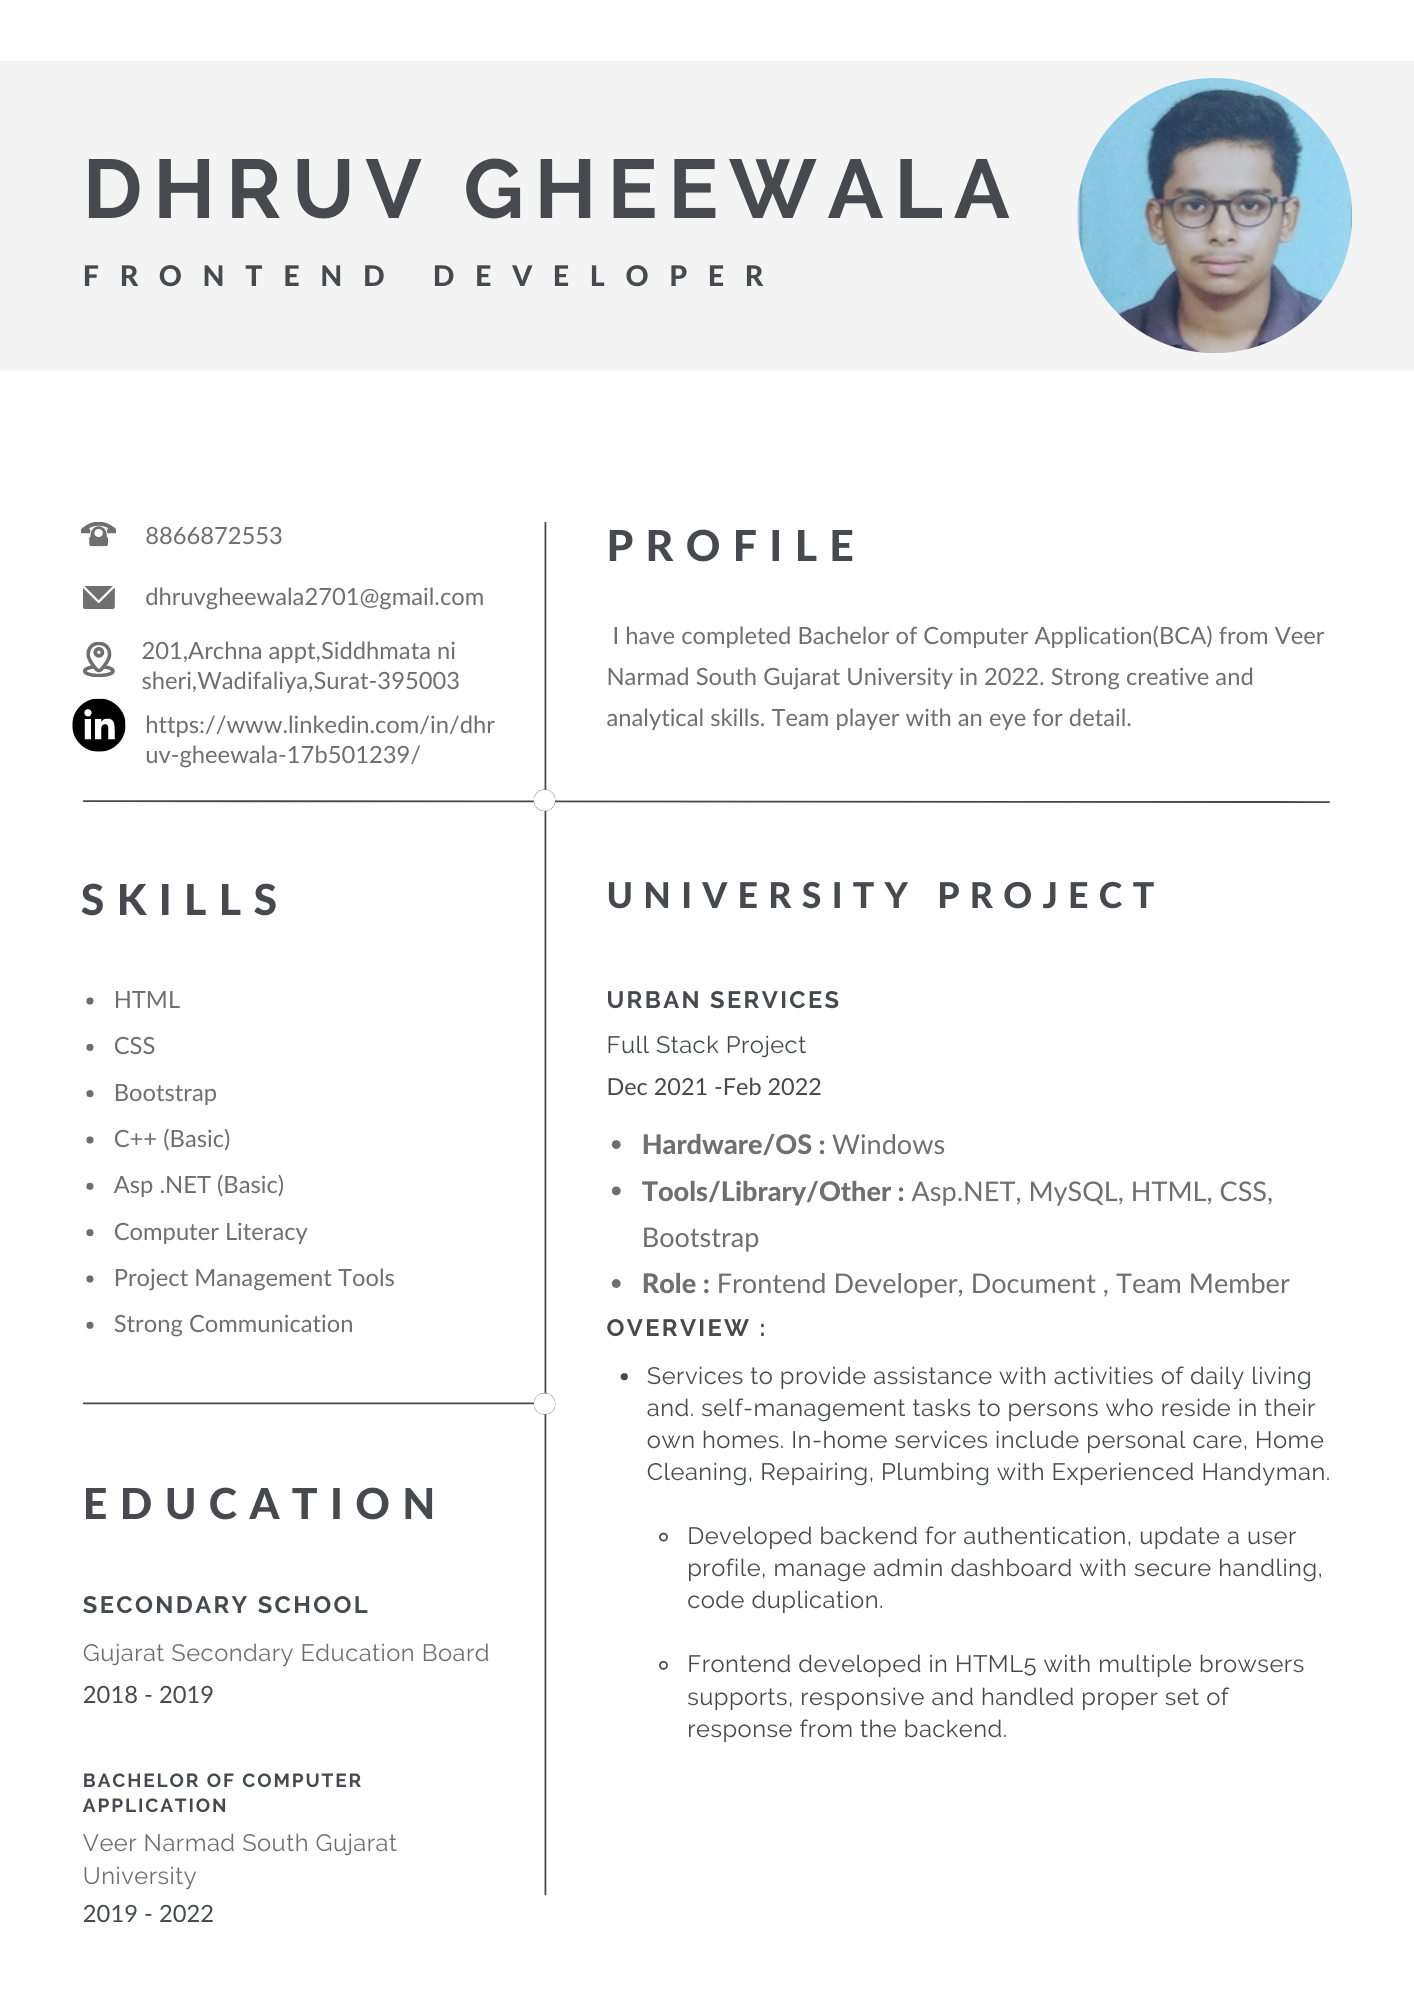 DHRUV GHEEWALA
FRONTEND DEVELOPER
8866872553
dhruvgheewala2701@gmail.com
201,Archna appt,Siddhmata ni
sheri,Wadifaliya,Surat-395003
in
https://www.linkedin.com/in/dhr
uv-gheewala-17b501239/
PROFILE
I have completed Bachelor of Computer Application(BCA) from Veer
Narmad South Gujarat University in 2022. Strong creative and
analytical skills. Team player with an eye for detail.
SKILLS
• HTML
• CSS
• Bootstrap
• C++ (Basic)
• Asp .NET (Basic)
• Computer Literacy
• Project Management Tools
• Strong Communication
EDUCATION
SECONDARY SCHOOL
Gujarat Secondary Education Board
2018 - 2019
BACHELOR OF COMPUTER
APPLICATION
Veer Narmad South Gujarat
University
2019 - 2022
UNIVERSITY PROJECT
URBAN SERVICES
Full Stack Project
Dec 2021 -Feb 2022
• Hardware/OS : Windows
• Tools/Library/Other : Asp.NET, MySQL, HTML, CSS,
Bootstrap
• Role : Frontend Developer, Document , Team Member
OVERVIEW :
• Services to provide assistance with activities of daily living
and. self-management tasks to persons who reside in their
own homes. In-home services include personal care, Home
Cleaning, Repairing, Plumbing with Experienced Handyman.
◦ Developed backend for authentication, update a user
profile, manage admin dashboard with secure handling,
code duplication.
◦ Frontend developed in HTML5 with multiple browsers
supports, responsive and handled proper set of
response from the backend.